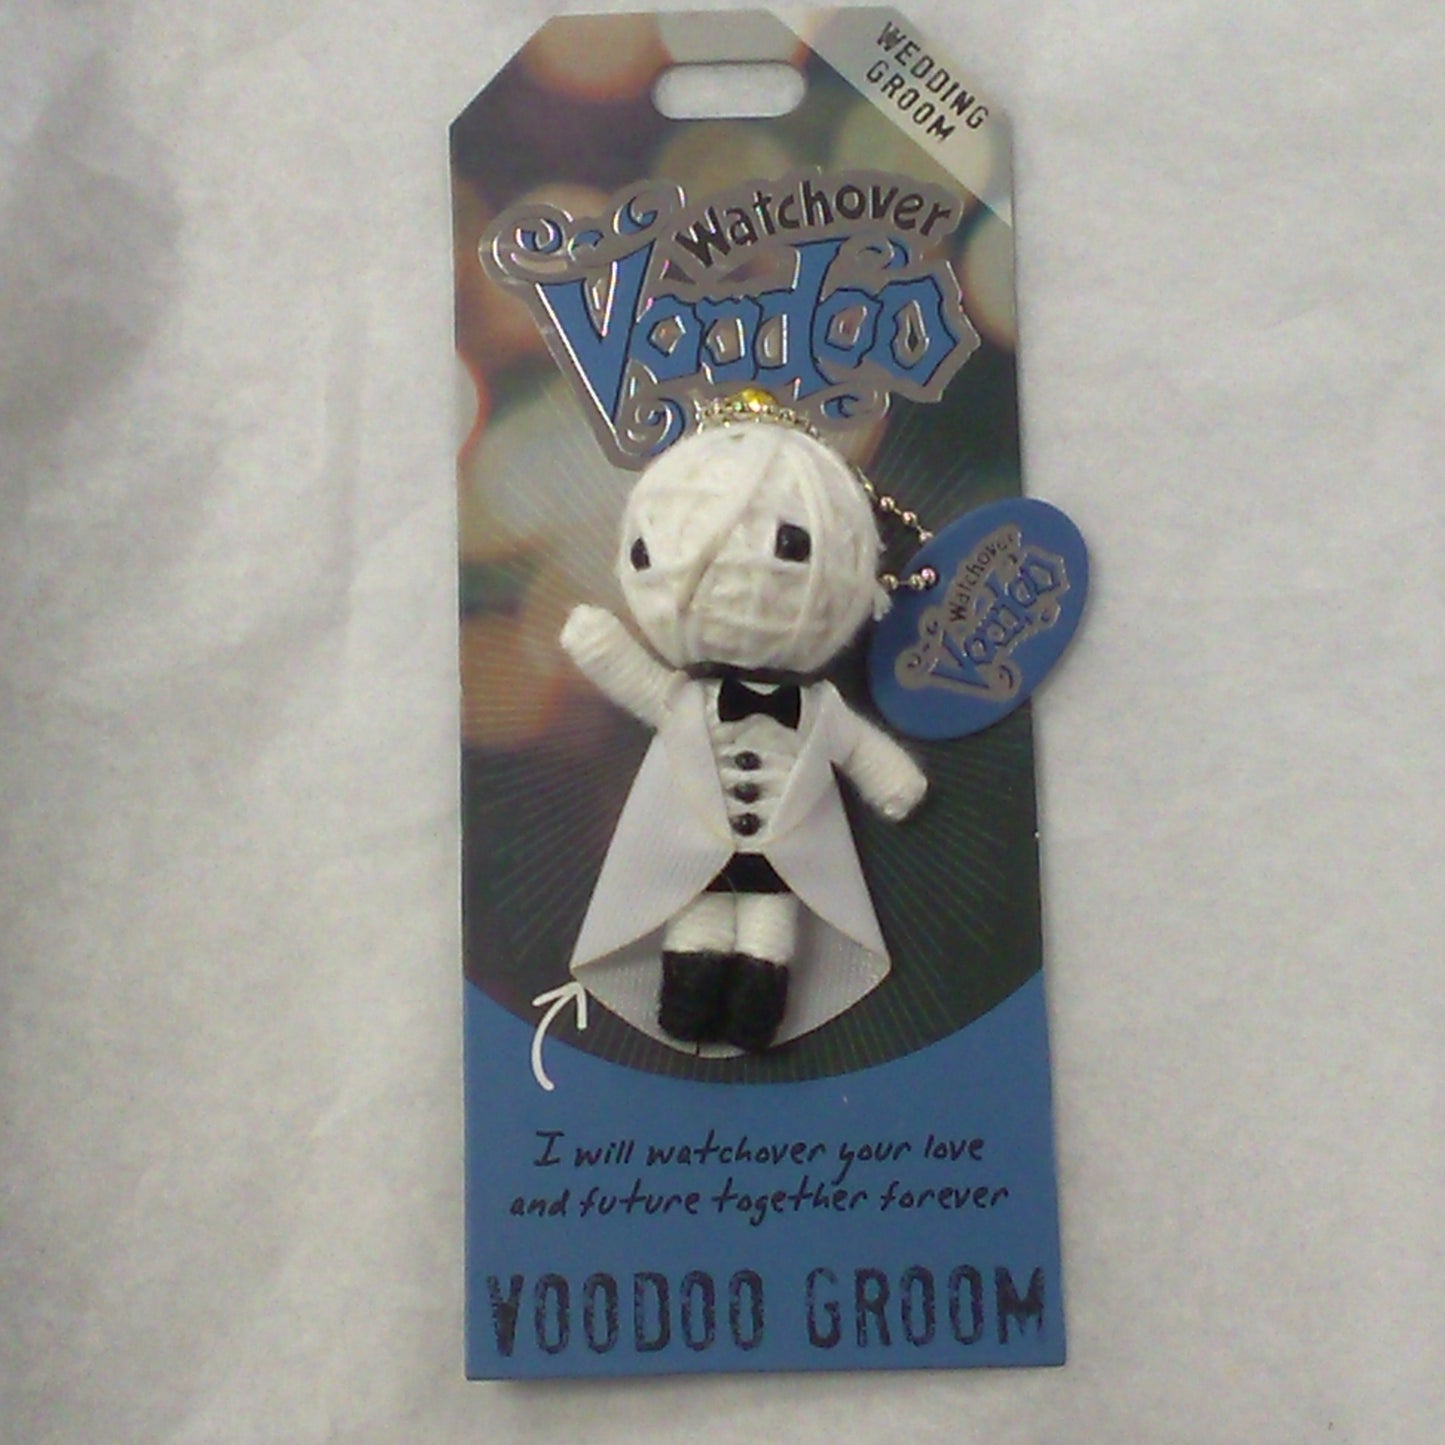 WEDDING
GROOM
Watchover
Voodoo
Watchover
Voodoo
I will watchover your love
and future together forever
VOODOO GROOM